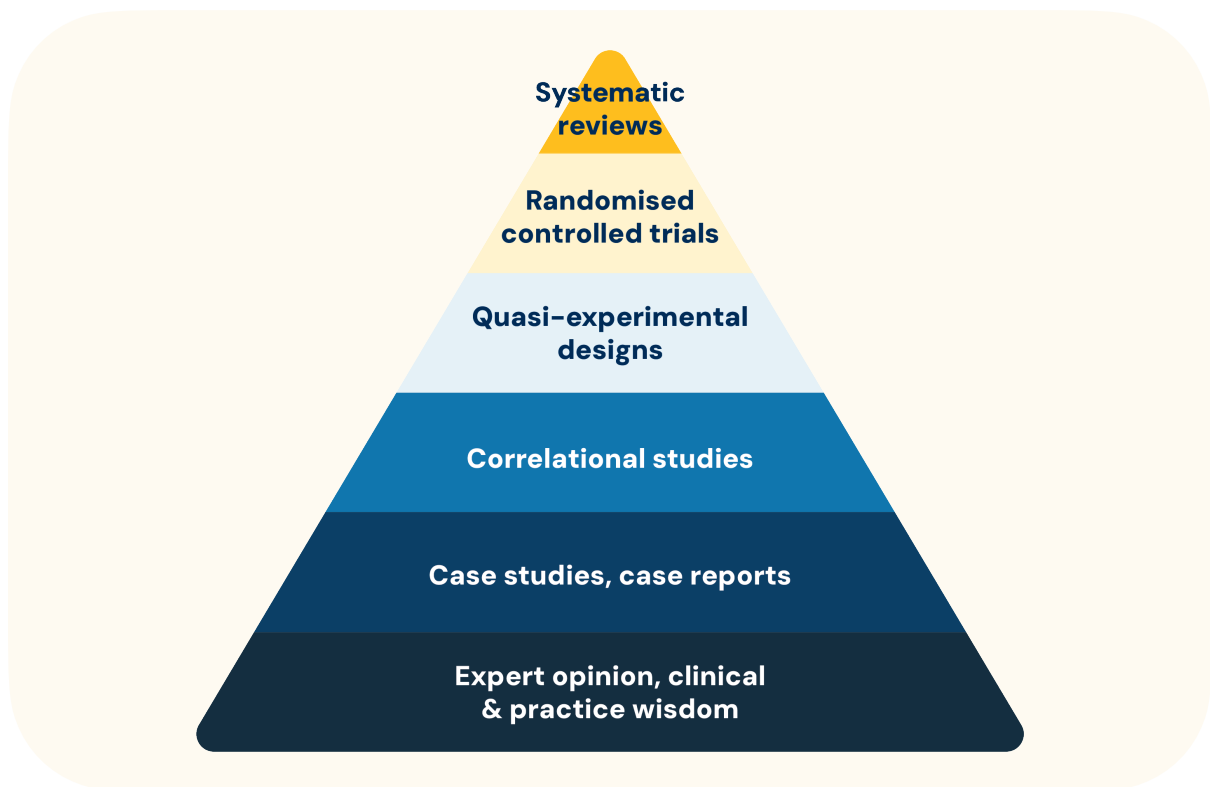 Systematic
reviews
Randomised
controlled trials
Quasi-experimental
designs
Correlational studies
Case studies, case reports
Expert opinion, clinical
& practice wisdom